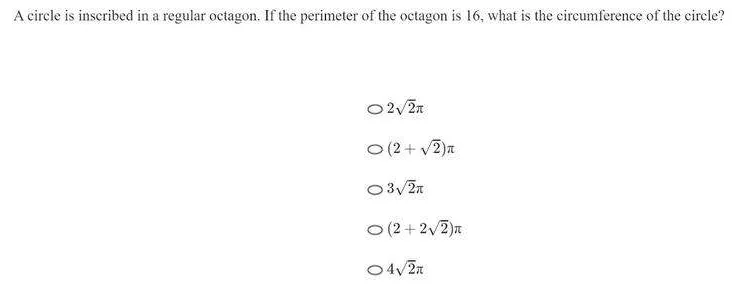 A circle is inscribed in a regular octagon. If the perimeter of the octagon is 16, what is the circumference of the circle?
2√2π
(2 + √2)π
3√2π
(2 + 2√2)π
4√2π